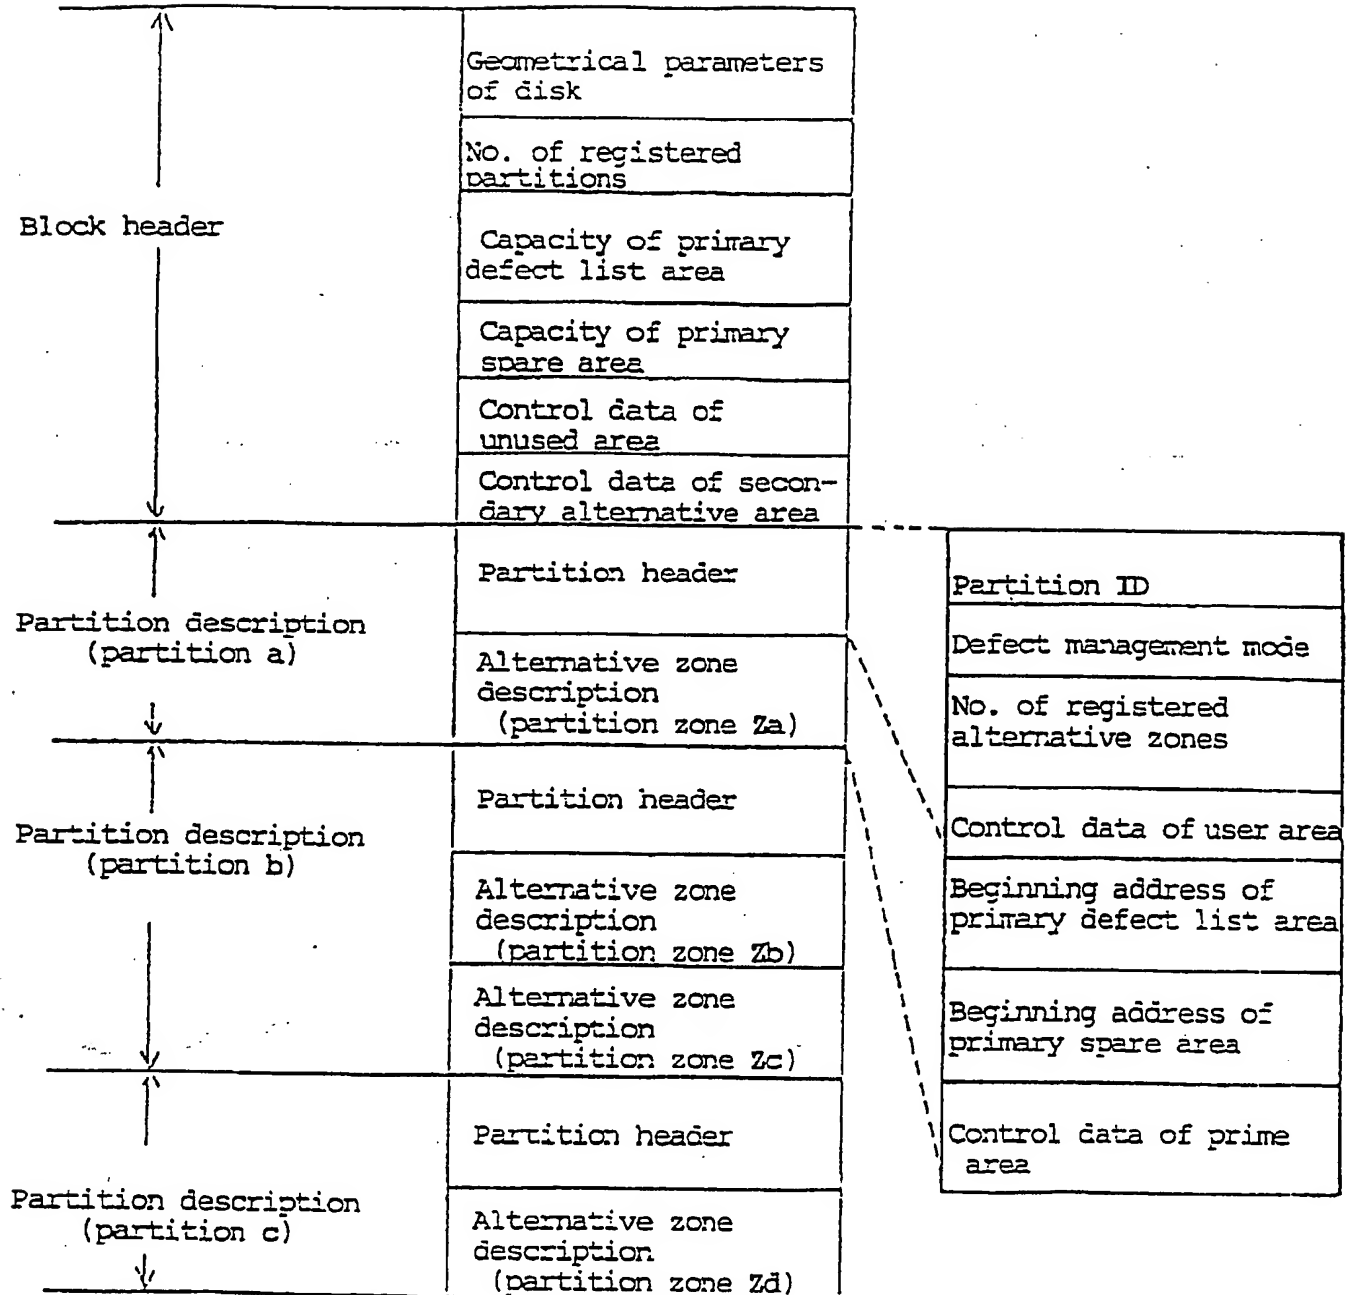 Geometrical parameters
of disk
No. of registered
partitions
Block header
Capacity of primary
defect list area
Capacity of primary
spare area
Control data of
unused area
Control data of secon-
dary alternative area
Partition description
(partition a)
Partition header
Alternative zone
description
(partition zone Za)
Partition description
(partition b)
Partition header
Alternative zone
description
(partition zone Zb)
Alternative zone
description
(partition zone Zc)
Partition description
(partition c)
Partition header
Alternative zone
description
(partition zone Zd)
Partition ID
Defect management mode
No. of registered
alternative zones
Control data of user area
Beginning address of
primary defect list area
Beginning address of
primary spare area
Control data of prime
area